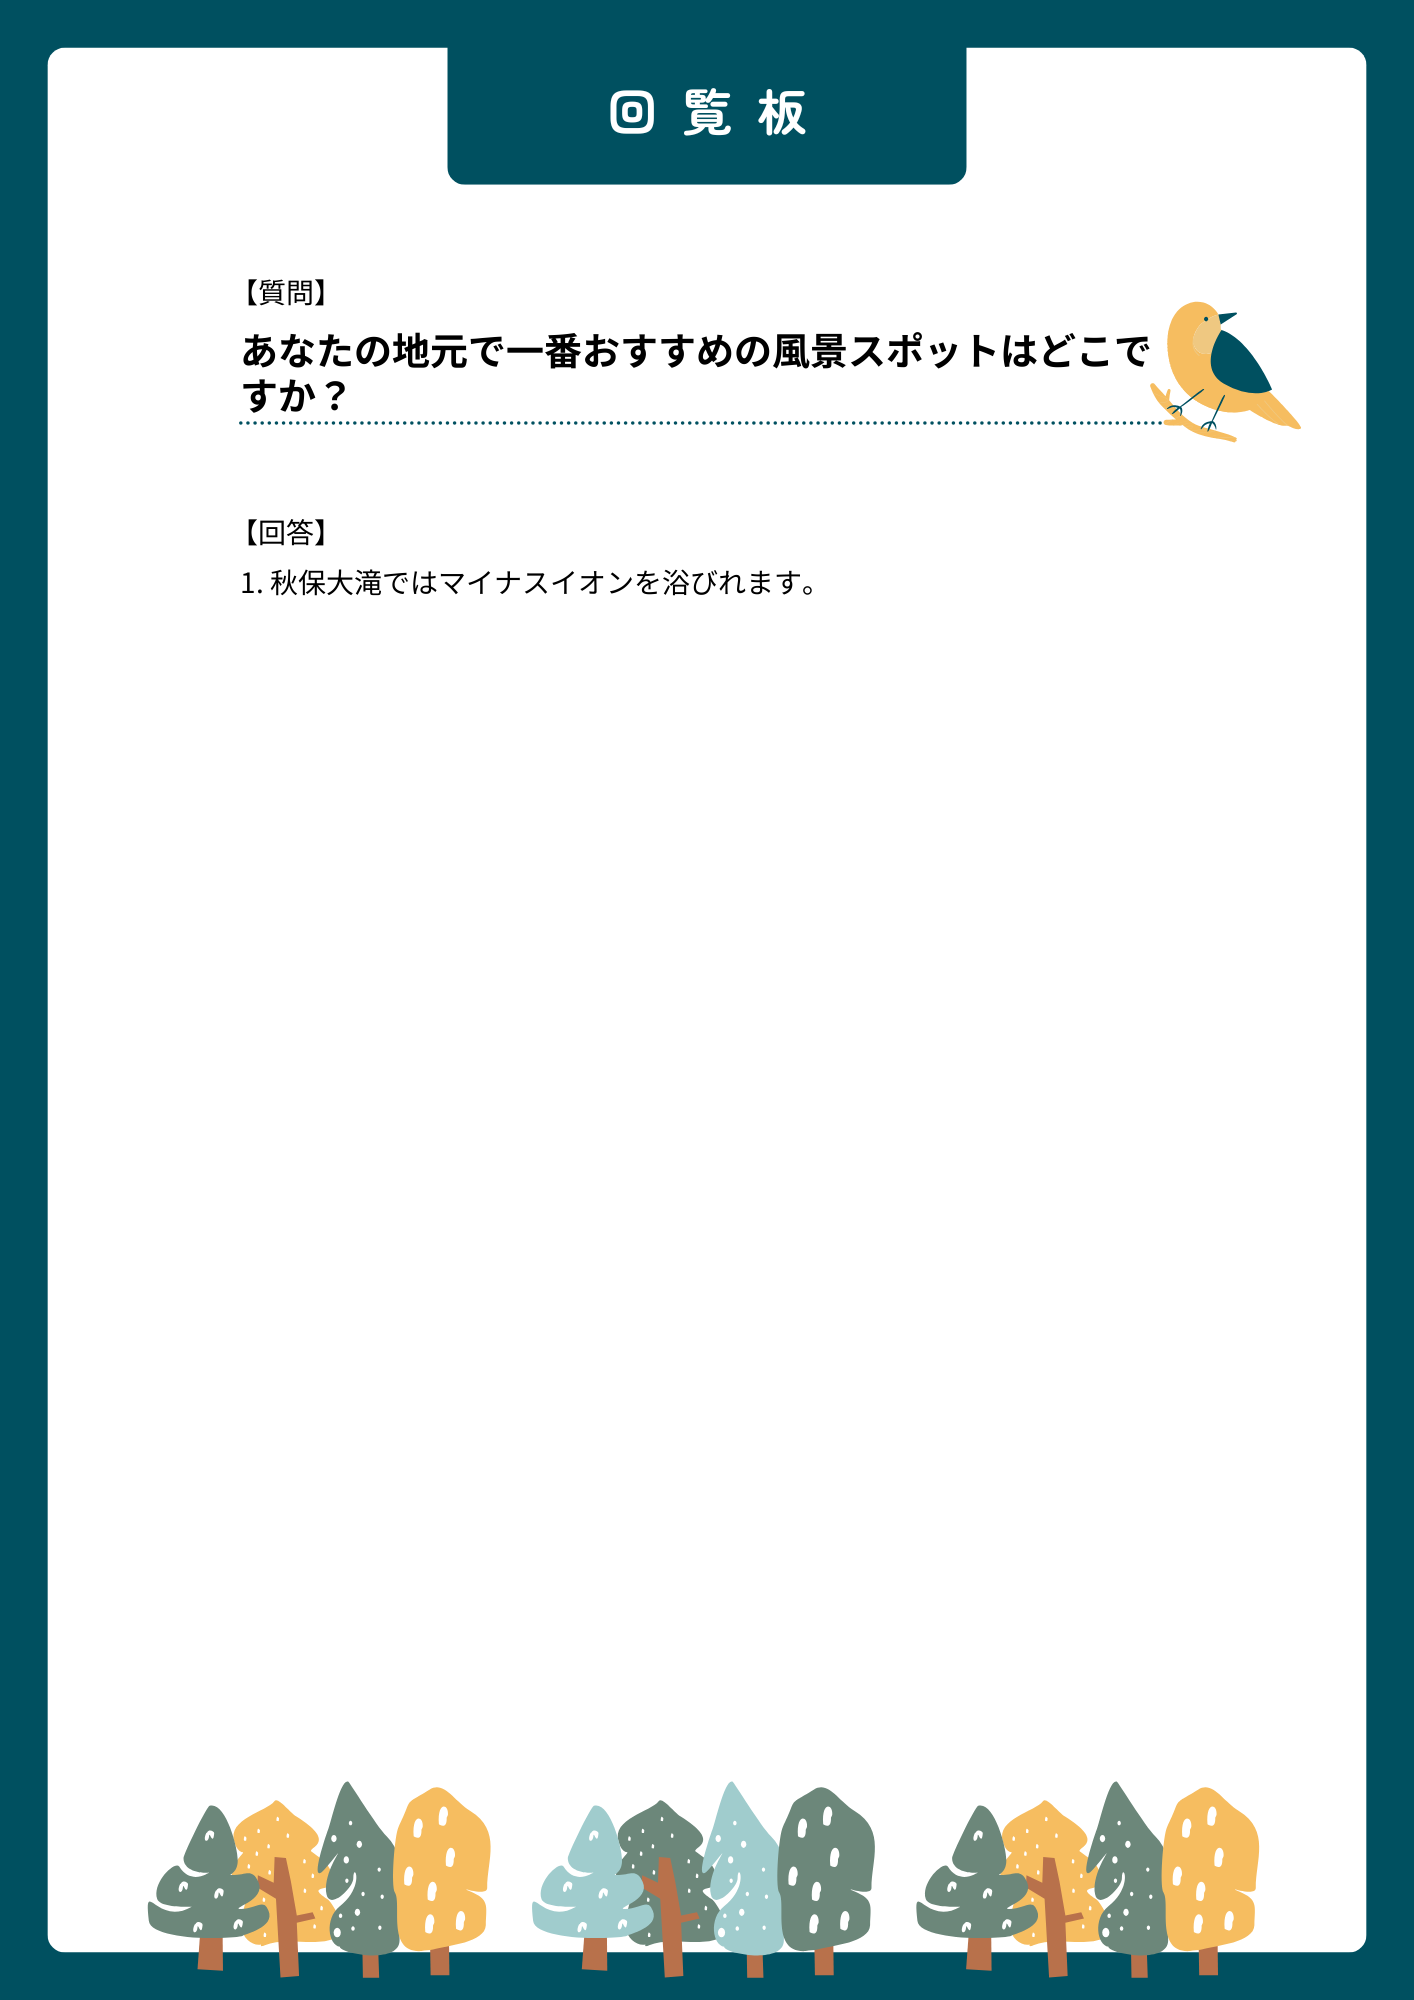 回覧板
【質問】
あなたの地元で一番おすすめの風景スポットはどこで
すか？
【回答】
1. 秋保大滝ではマイナスイオンを浴びれます。